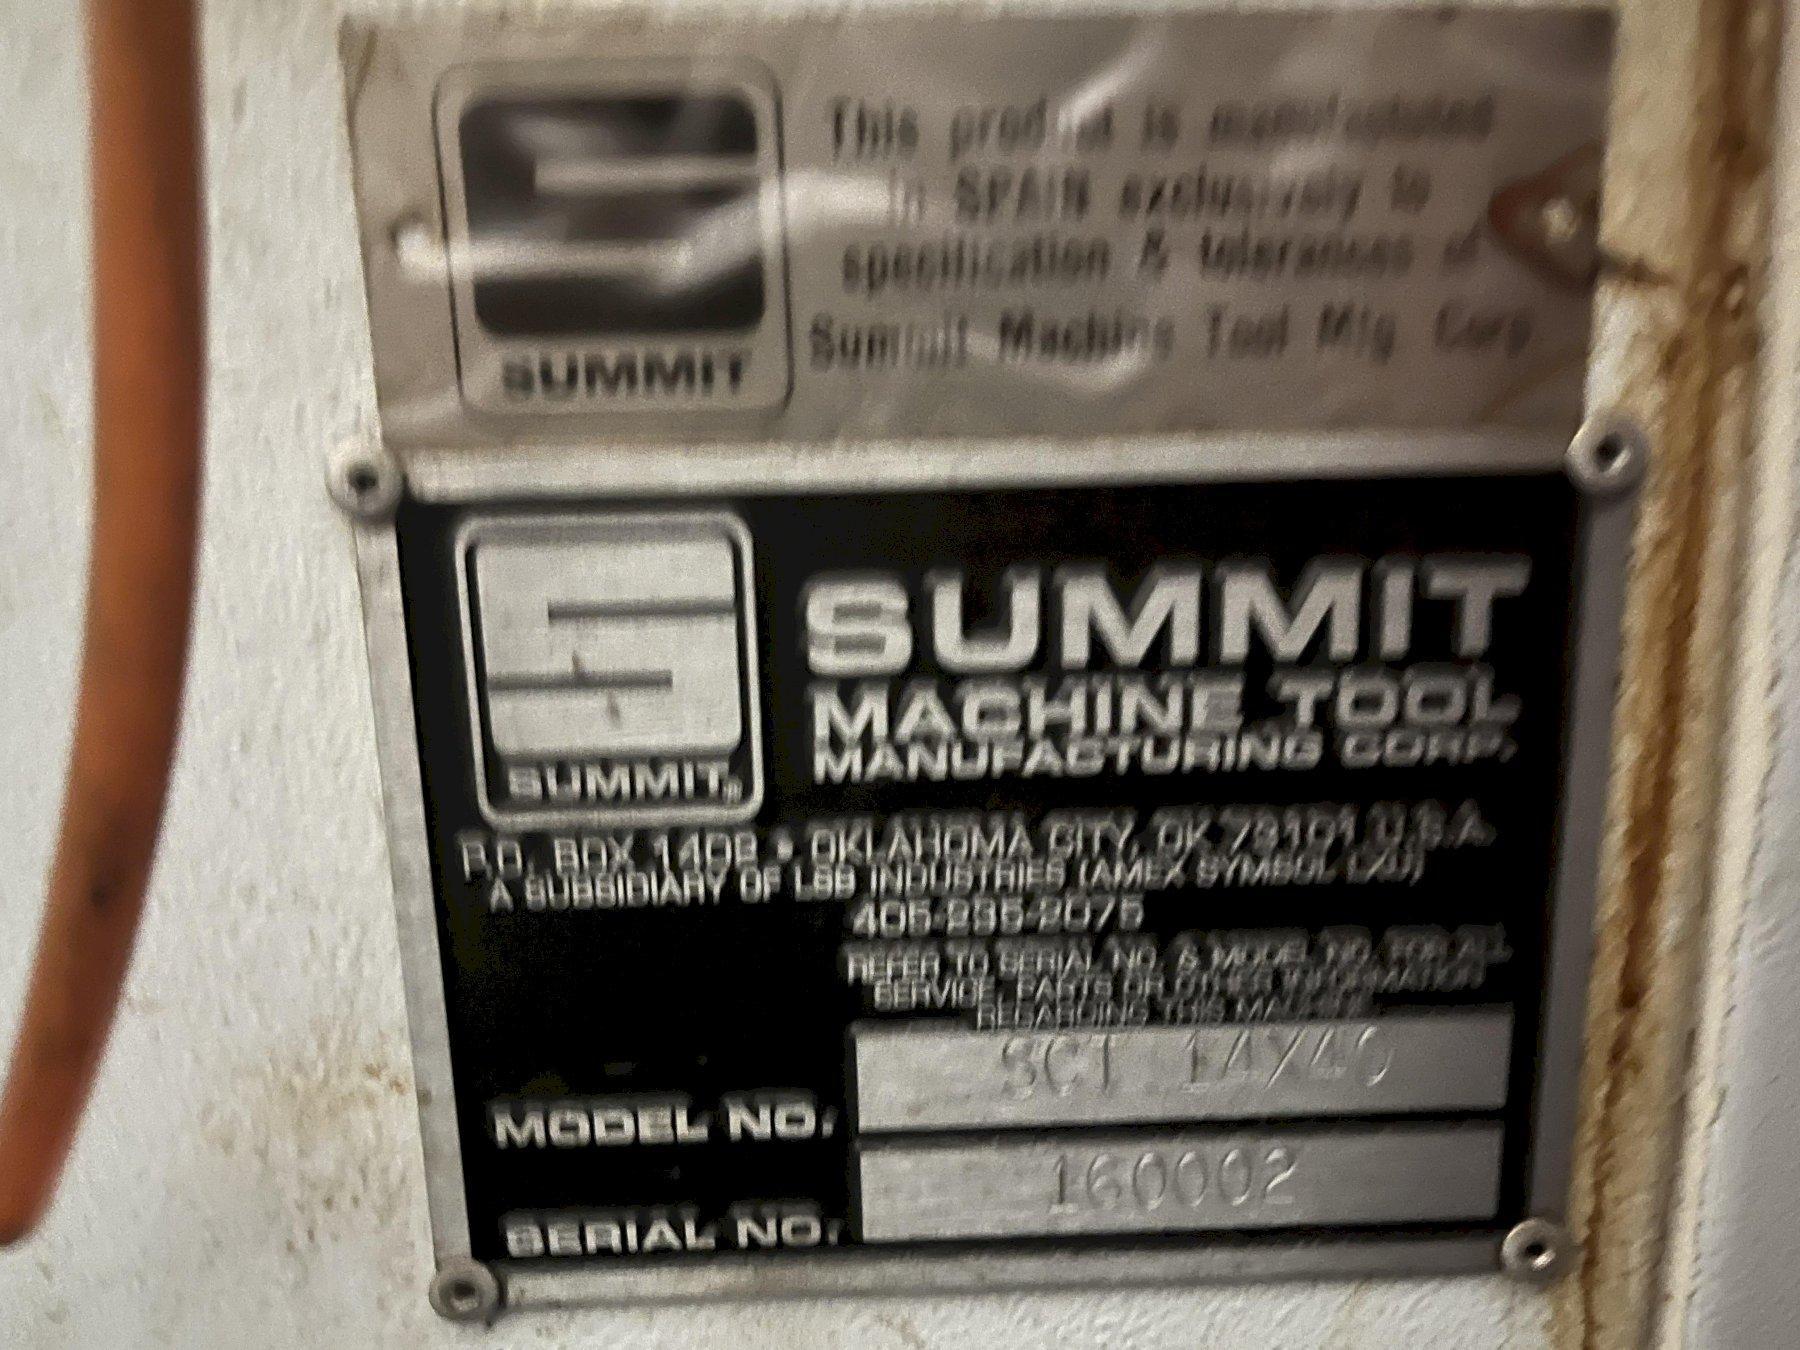 This product is manufactured
in SPAIN exclusively to
specification & tolerances of
Summit Machine Tool Mfg Corp
SUMMIT
SUMMIT
MACHINE TOOL
MANUFACTURING CORP.
SUMMIT®
P.O. BOX 1402 • OKLAHOMA CITY, OK 73101 U.S.A.
A SUBSIDIARY OF LSB INDUSTRIES (AMEX SYMBOL LXU)
405-235-2075
REFER TO SERIAL NO. & MODEL NO. FOR ALL
SERVICE, PARTS OR OTHER INFORMATION
REGARDING THIS MACHINE
MODEL NO. SCT 14X40
SERIAL NO. 160002